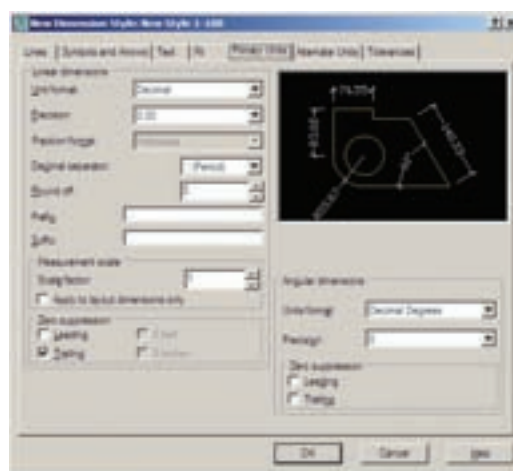 New Dimension Style: New Style 1-100
Lines Symbols and Arrows Text Fit Primary Units Alternate Units Tolerances
Linear dimensions
Unit format: Decimal
Precision 0.00
Fraction format
Decimal separator: (Period)
Round off:
Prefix:
Suffix:
Measurement scale
Scale factor:
Apply to layout dimensions only
Zero suppression
Leading
Trailing
Angular dimensions
Units format: Decimal Degrees
Precision: 0
Zero suppression
Leading
Trailing
OK Cancel Help